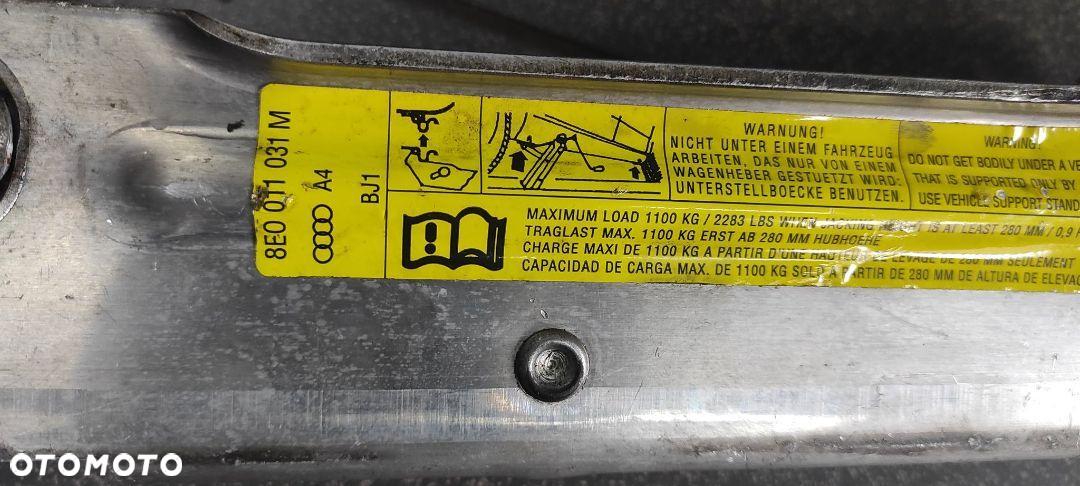 8E0 011 031 M
A4
BJ1
WARNUNG!
NICHT UNTER EINEM FAHRZEUG
ARBEITEN, DAS NUR VON EINEM
WAGENHEBER GESTUETZT WIRD:
UNTERSTELLBOECKE BENUTZEN.
WARNING!
DO NOT GET BODILY UNDER A VE
THAT IS SUPPORTED ONLY BY
USE VEHICLE SUPPORT STAND
MAXIMUM LOAD 1100 KG / 2283 LBS WHEN JACKING HEIGHT IS AT LEAST 280 MM / 0,9 F
TRAGLAST MAX. 1100 KG ERST AB 280 MM HUBHOEHE
CHARGE MAXI DE 1100 KG A PARTIR D'UNE HAUTEUR DE LEVAGE DE 280 MM SEULEMENT
CAPACIDAD DE CARGA MAX. DE 1100 KG SOLO A PARTIR DE 280 MM DE ALTURA DE ELEVAC
OTOMOTO